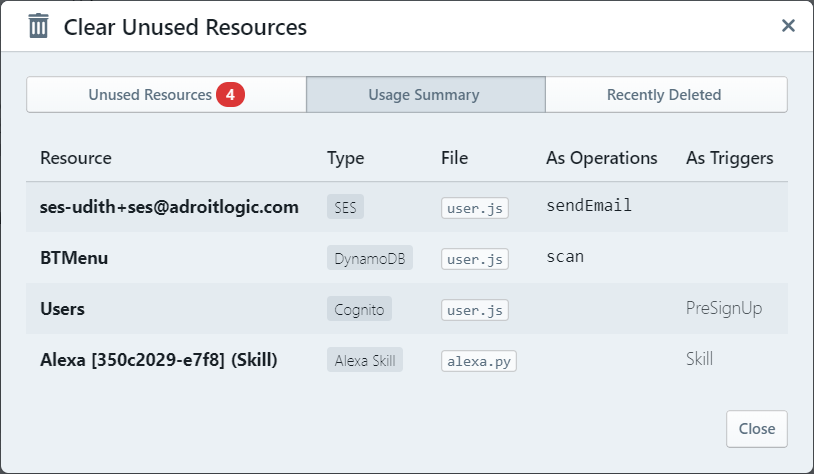 Clear Unused Resources
Unused Resources 4 Usage Summary Recently Deleted
Resource Type File As Operations As Triggers
ses-udith+ses@adroitlogic.com SES user.js sendEmail
BTMenu DynamoDB user.js scan
Users Cognito user.js PreSignUp
Alexa [350c2029-e7f8] (Skill) Alexa Skill alexa.py Skill
Close